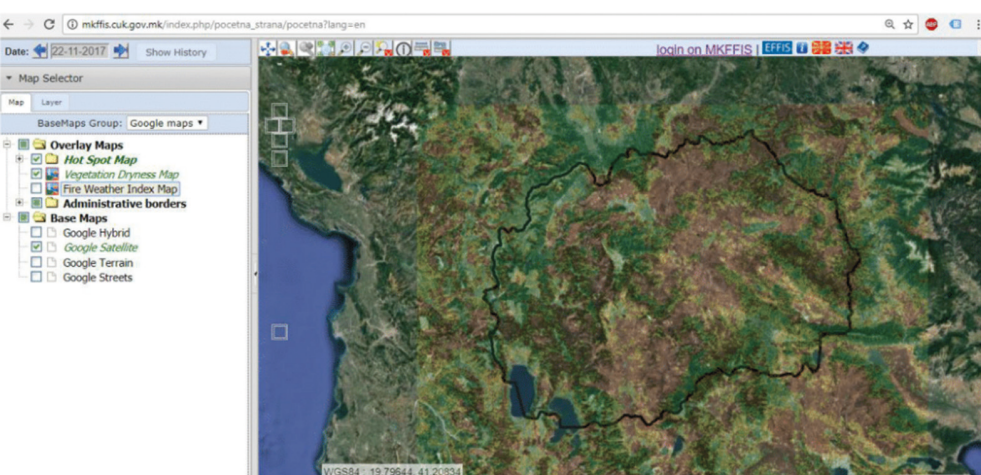 mkffis.cuk.gov.mk/index.php/pocetna_strana/pocetna?lang=en
Date: 22-11-2017 Show History
login on MKFFIS | EFFIS
Map Selector
Map Layer
BaseMaps Group: Google maps
Overlay Maps
Hot Spot Map
Vegetation Dryness Map
Fire Weather Index Map
Administrative borders
Base Maps
Google Hybrid
Google Satellite
Google Terrain
Google Streets
WGS84 : 19.79644, 41.20834